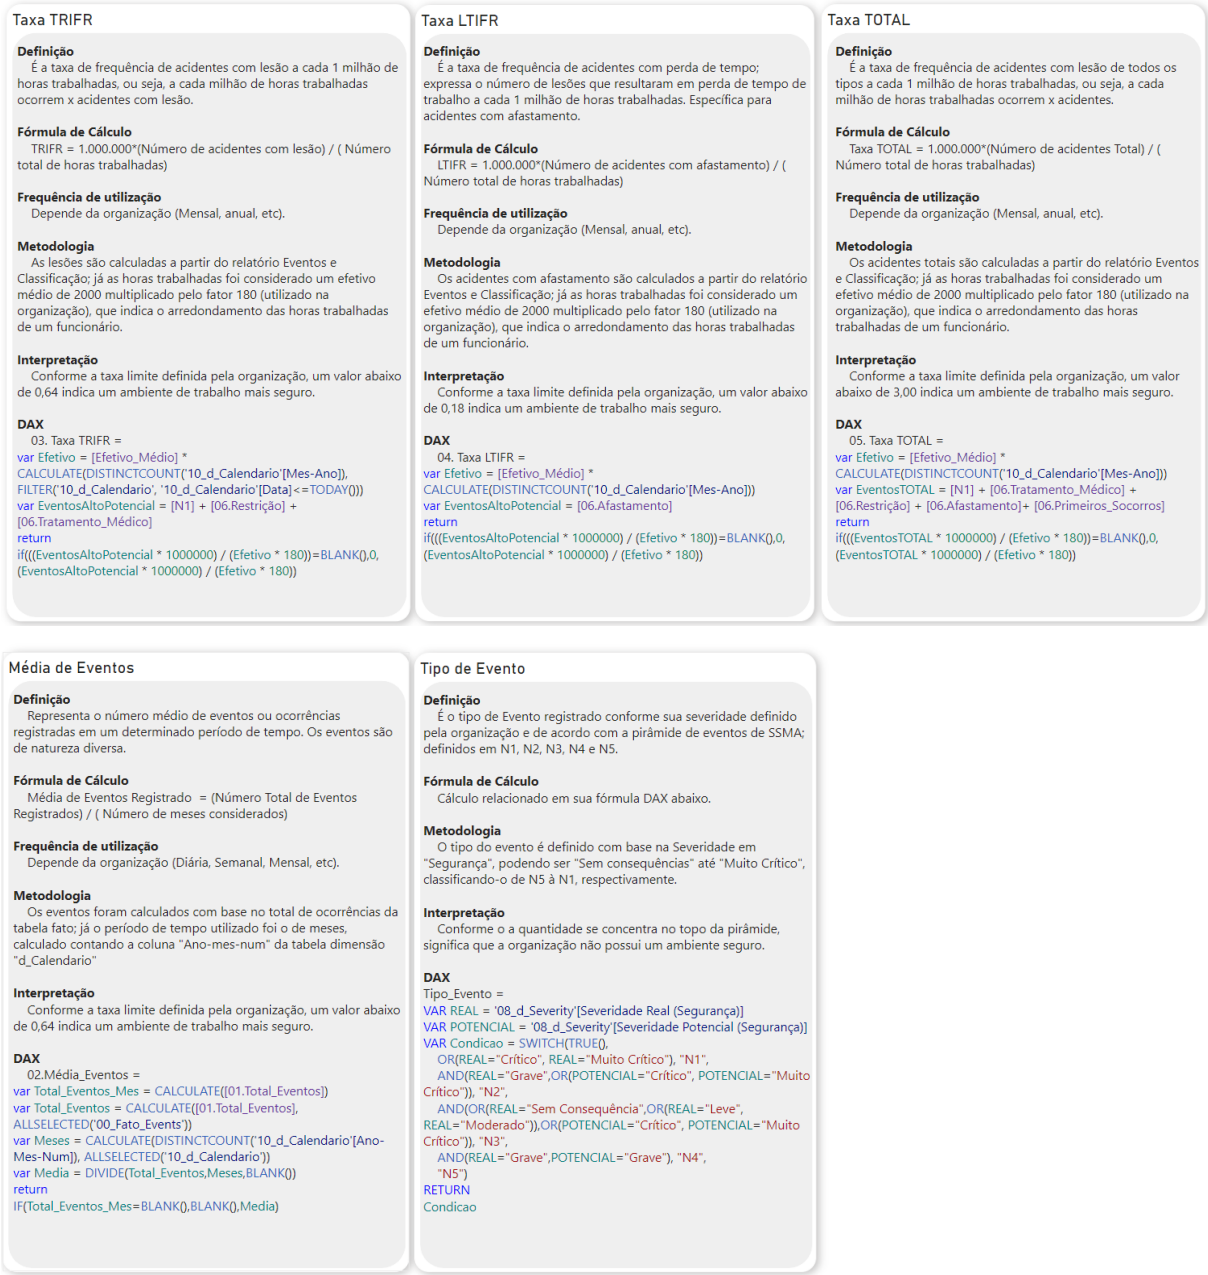 Taxa TRIFR
Definição
É a taxa de frequência de acidentes com lesão a cada 1 milhão de
horas trabalhadas, ou seja, a cada milhão de horas trabalhadas
ocorrem x acidentes com lesão.
Fórmula de Cálculo
TRIFR = 1.000.000*(Número de acidentes com lesão) / ( Número
total de horas trabalhadas)
Frequência de utilização
Depende da organização (Mensal, anual, etc).
Metodologia
As lesões são calculadas a partir do relatório Eventos e
Classificação; já as horas trabalhadas foi considerado um efetivo
médio de 2000 multiplicado pelo fator 180 (utilizado na
organização), que indica o arredondamento das horas trabalhadas
de um funcionário.
Interpretação
Conforme a taxa limite definida pela organização, um valor abaixo
de 0,64 indica um ambiente de trabalho mais seguro.
DAX
03. Taxa TRIFR =
var Efetivo = [Efetivo_Médio] *
CALCULATE(DISTINCTCOUNT('10_d_Calendario'[Mes-Ano]),
FILTER('10_d_Calendario', '10_d_Calendario'[Data]<=TODAY()))
var EventosAltoPotencial = [N1] + [06.Restrição] +
[06.Tratamento_Médico]
return
if(((EventosAltoPotencial * 1000000) / (Efetivo * 180))=BLANK(),0,
(EventosAltoPotencial * 1000000) / (Efetivo * 180))
Taxa LTIFR
Definição
É a taxa de frequência de acidentes com perda de tempo;
expressa o número de lesões que resultaram em perda de tempo de
trabalho a cada 1 milhão de horas trabalhadas. Específica para
acidentes com afastamento.
Fórmula de Cálculo
LTIFR = 1.000.000*(Número de acidentes com afastamento) / (
Número total de horas trabalhadas)
Frequência de utilização
Depende da organização (Mensal, anual, etc).
Metodologia
Os acidentes com afastamento são calculados a partir do relatório
Eventos e Classificação; já as horas trabalhadas foi considerado um
efetivo médio de 2000 multiplicado pelo fator 180 (utilizado na
organização), que indica o arredondamento das horas trabalhadas
de um funcionário.
Interpretação
Conforme a taxa limite definida pela organização, um valor abaixo
de 0,18 indica um ambiente de trabalho mais seguro.
DAX
04. Taxa LTIFR =
var Efetivo = [Efetivo_Médio] *
CALCULATE(DISTINCTCOUNT('10_d_Calendario'[Mes-Ano]))
var EventosAltoPotencial = [06.Afastamento]
return
if(((EventosAltoPotencial * 1000000) / (Efetivo * 180))=BLANK(),0,
(EventosAltoPotencial * 1000000) / (Efetivo * 180))
Taxa TOTAL
Definição
É a taxa de frequência de acidentes com lesão de todos os
tipos a cada 1 milhão de horas trabalhadas, ou seja, a cada
milhão de horas trabalhadas ocorrem x acidentes.
Fórmula de Cálculo
Taxa TOTAL = 1.000.000*(Número de acidentes Total) / (
Número total de horas trabalhadas)
Frequência de utilização
Depende da organização (Mensal, anual, etc).
Metodologia
Os acidentes totais são calculadas a partir do relatório Eventos
e Classificação; já as horas trabalhadas foi considerado um
efetivo médio de 2000 multiplicado pelo fator 180 (utilizado na
organização), que indica o arredondamento das horas
trabalhadas de um funcionário.
Interpretação
Conforme a taxa limite definida pela organização, um valor
abaixo de 3,00 indica um ambiente de trabalho mais seguro.
DAX
05. Taxa TOTAL =
var Efetivo = [Efetivo_Médio] *
CALCULATE(DISTINCTCOUNT('10_d_Calendario'[Mes-Ano]))
var EventosTOTAL = [N1] + [06.Tratamento_Médico] +
[06.Restrição] + [06.Afastamento]+ [06.Primeiros_Socorros]
return
if(((EventosTOTAL * 1000000) / (Efetivo * 180))=BLANK(),0,
(EventosTOTAL * 1000000) / (Efetivo * 180))
Média de Eventos
Definição
Representa o número médio de eventos ou ocorrências
registradas em um determinado período de tempo. Os eventos são
de natureza diversa.
Fórmula de Cálculo
Média de Eventos Registrado = (Número Total de Eventos
Registrados) / ( Número de meses considerados)
Frequência de utilização
Depende da organização (Diária, Semanal, Mensal, etc).
Metodologia
Os eventos foram calculados com base no total de ocorrências da
tabela fato; já o período de tempo utilizado foi o de meses,
calculado contando a coluna "Ano-mes-num" da tabela dimensão
"d_Calendario"
Interpretação
Conforme a taxa limite definida pela organização, um valor abaixo
de 0,64 indica um ambiente de trabalho mais seguro.
DAX
02.Média_Eventos =
var Total_Eventos_Mes = CALCULATE([01.Total_Eventos])
var Total_Eventos = CALCULATE([01.Total_Eventos],
ALLSELECTED('00_Fato_Events'))
var Meses = CALCULATE(DISTINCTCOUNT('10_d_Calendario'[Ano-
Mes-Num]), ALLSELECTED('10_d_Calendario'))
var Media = DIVIDE(Total_Eventos,Meses,BLANK())
return
IF(Total_Eventos_Mes=BLANK(),BLANK(),Media)
Tipo de Evento
Definição
É o tipo de Evento registrado conforme sua severidade definido
pela organização e de acordo com a pirâmide de eventos de SSMA;
definidos em N1, N2, N3, N4 e N5.
Fórmula de Cálculo
Cálculo relacionado em sua fórmula DAX abaixo.
Metodologia
O tipo do evento é definido com base na Severidade em
"Segurança", podendo ser "Sem consequências" até "Muito Crítico",
classificando-o de N5 à N1, respectivamente.
Interpretação
Conforme o a quantidade se concentra no topo da pirâmide,
significa que a organização não possui um ambiente seguro.
DAX
Tipo_Evento =
VAR REAL = '08_d_Severity'[Severidade Real (Segurança)]
VAR POTENCIAL = '08_d_Severity'[Severidade Potencial (Segurança)]
VAR Condicao = SWITCH(TRUE(),
OR(REAL="Crítico", REAL="Muito Crítico"), "N1",
AND(REAL="Grave",OR(POTENCIAL="Crítico", POTENCIAL="Muito
Crítico")), "N2",
AND(OR(REAL="Sem Consequência",OR(REAL="Leve",
REAL="Moderado")),OR(POTENCIAL="Crítico", POTENCIAL="Muito
Crítico")), "N3",
AND(REAL="Grave",POTENCIAL="Grave"), "N4",
"N5")
RETURN
Condicao